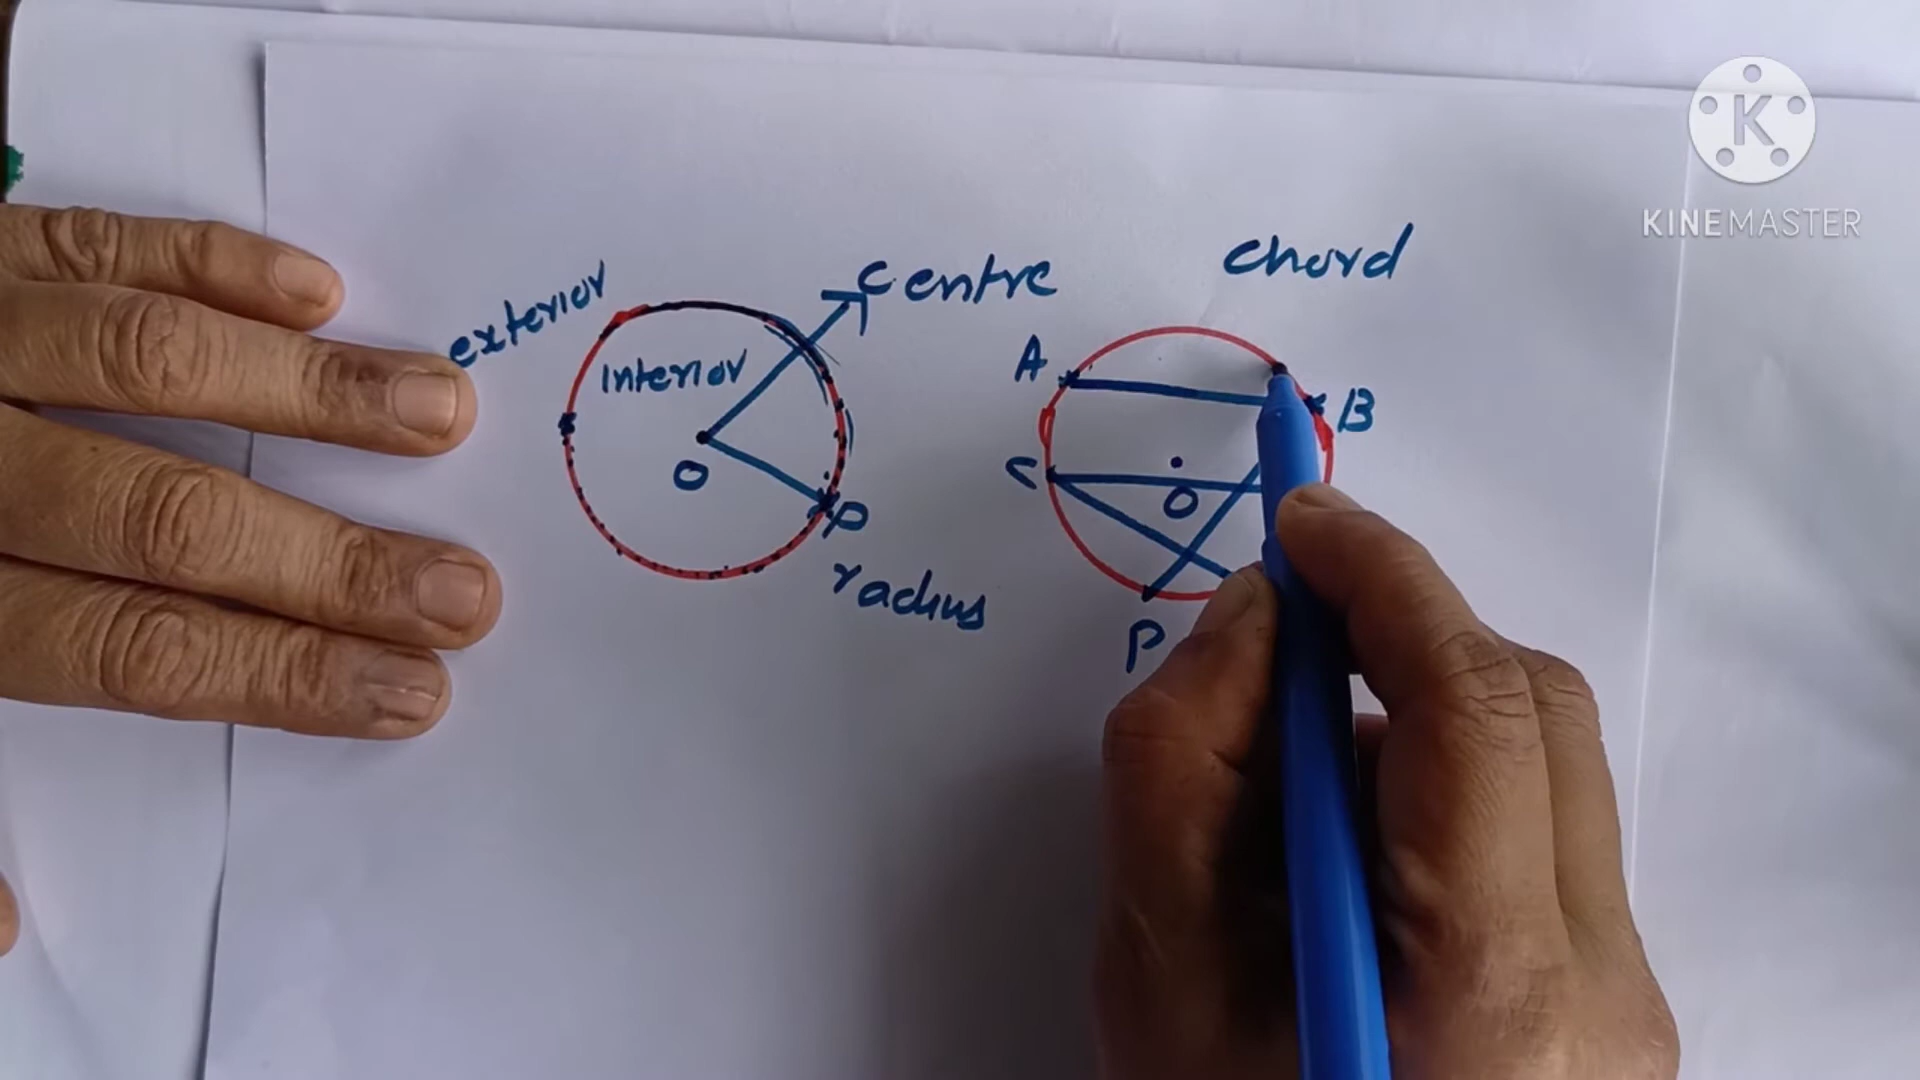 K
KINEMASTER
Chord
Centre
exterior
Interior
A
B
C
O
O
P
P
radius